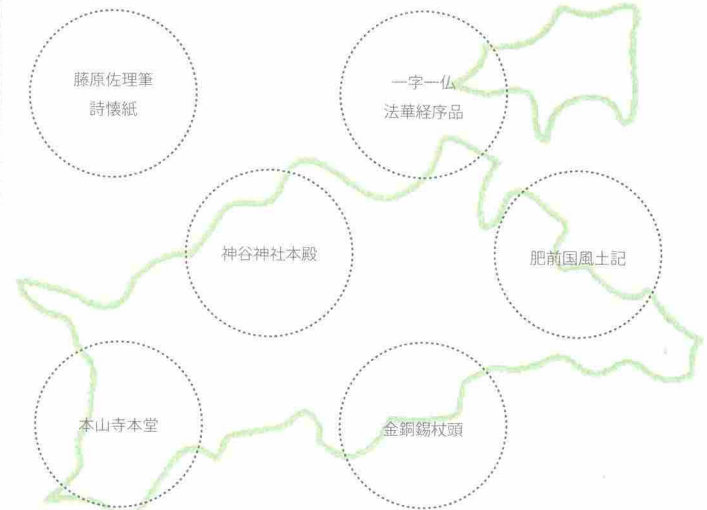 藤原佐理筆
詩懐紙
一字一仏
法華経序品
神谷神社本殿
肥前国風土記
本山寺本堂
金銅錫杖頭